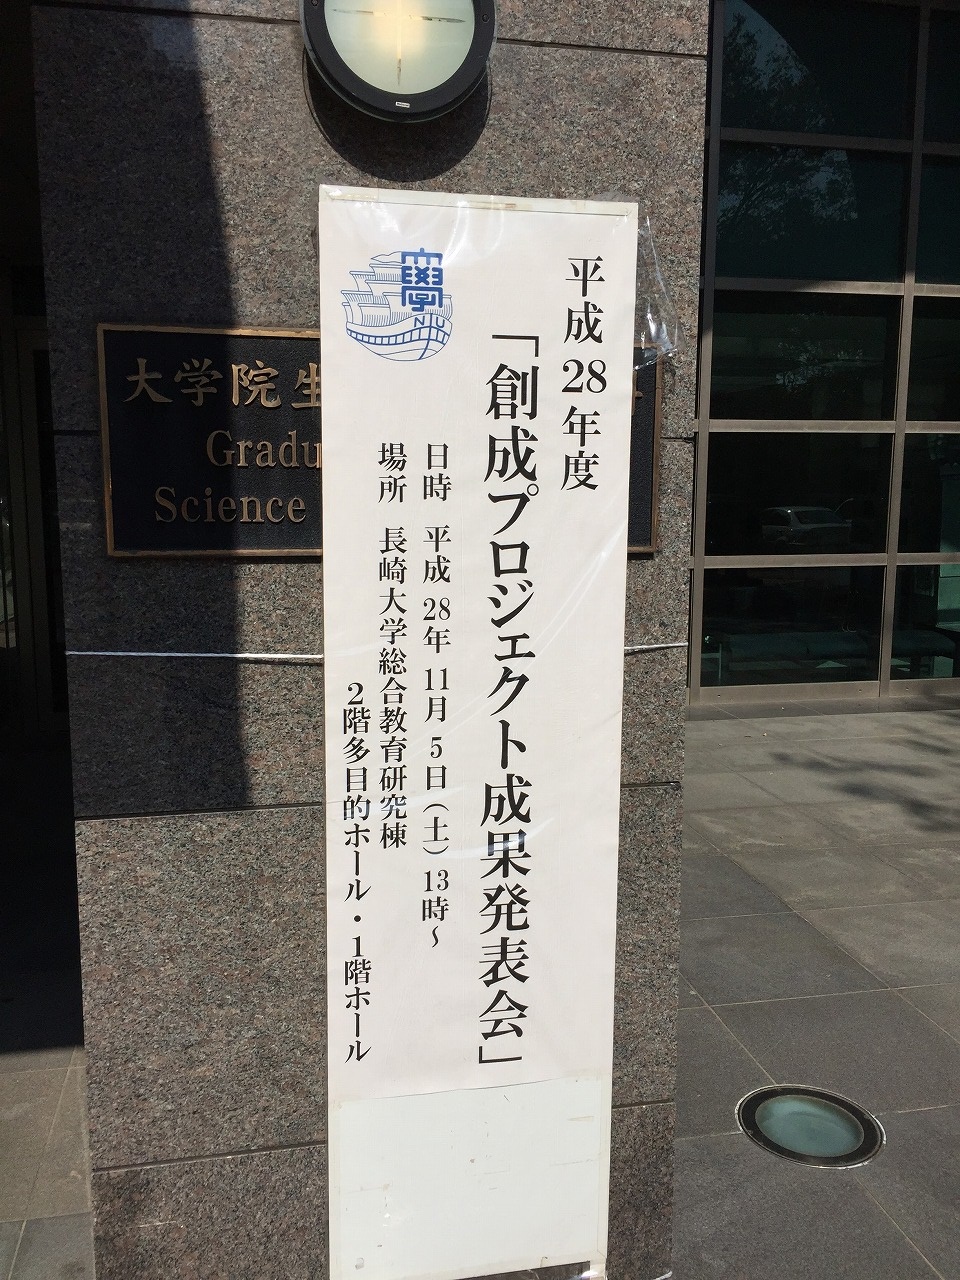 平成28年度
「創成プロジェクト成果発表会」
日時 平成28年11月5日(土)13時~
場所 長崎大学総合教育研究棟
2階多目的ホール・1階ホール
學
NU
大学院生
Gradu
Science